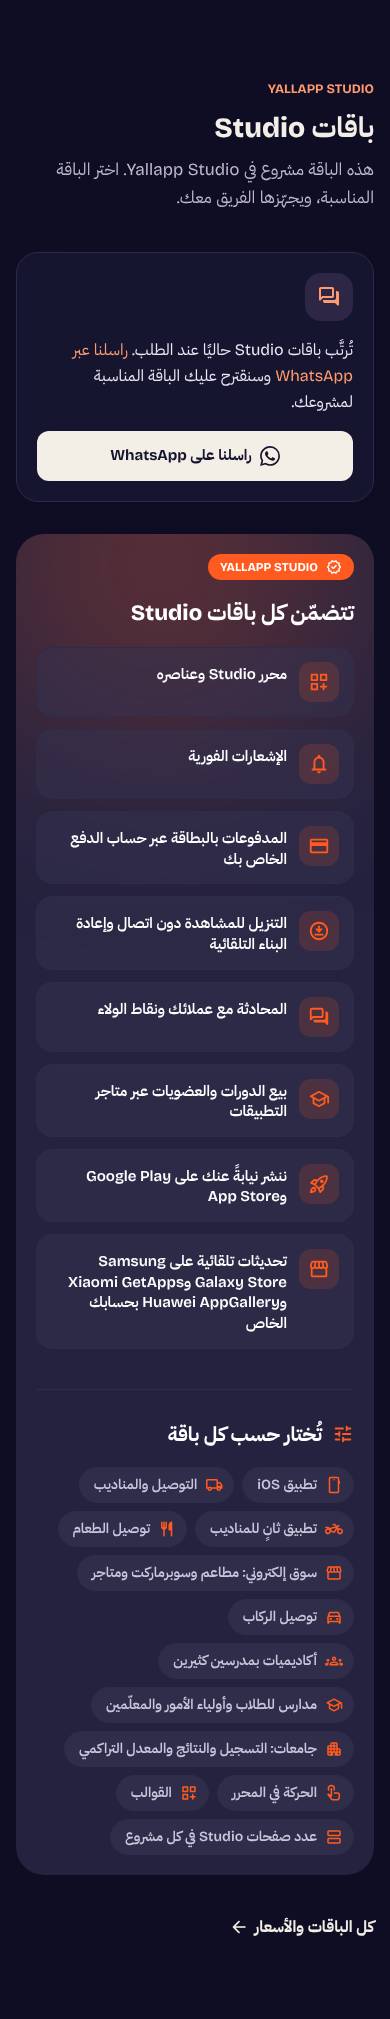 YALLAPP STUDIO
باقات Studio
هذه الباقة مشروع في Yallapp Studio. اختر الباقة
المناسبة، ويجهّزها الفريق معك.
تُرتَّب باقات Studio حاليًا عند الطلب. راسلنا عبر
WhatsApp وسنقترح عليك الباقة المناسبة
لمشروعك.
راسلنا على WhatsApp
YALLAPP STUDIO
تتضمّن كل باقات Studio
محرر Studio وعناصره
الإشعارات الفورية
المدفوعات بالبطاقة عبر حساب الدفع
الخاص بك
التنزيل للمشاهدة دون اتصال وإعادة
البناء التلقائية
المحادثة مع عملائك ونقاط الولاء
بيع الدورات والعضويات عبر متاجر
التطبيقات
ننشر نيابةً عنك على Google Play
وApp Store
تحديثات تلقائية على Samsung
Galaxy Store وXiaomi GetApps
وHuawei AppGallery بحسابك
الخاص
تُختار حسب كل باقة
تطبيق iOS
التوصيل والمناديب
تطبيق ثانٍ للمناديب
توصيل الطعام
سوق إلكتروني: مطاعم وسوبرماركت ومتاجر
توصيل الركاب
أكاديميات بمدرسين كثيرين
مدارس للطلاب وأولياء الأمور والمعلّمين
جامعات: التسجيل والنتائج والمعدل التراكمي
الحركة في المحرر
القوالب
عدد صفحات Studio في كل مشروع
كل الباقات والأسعار